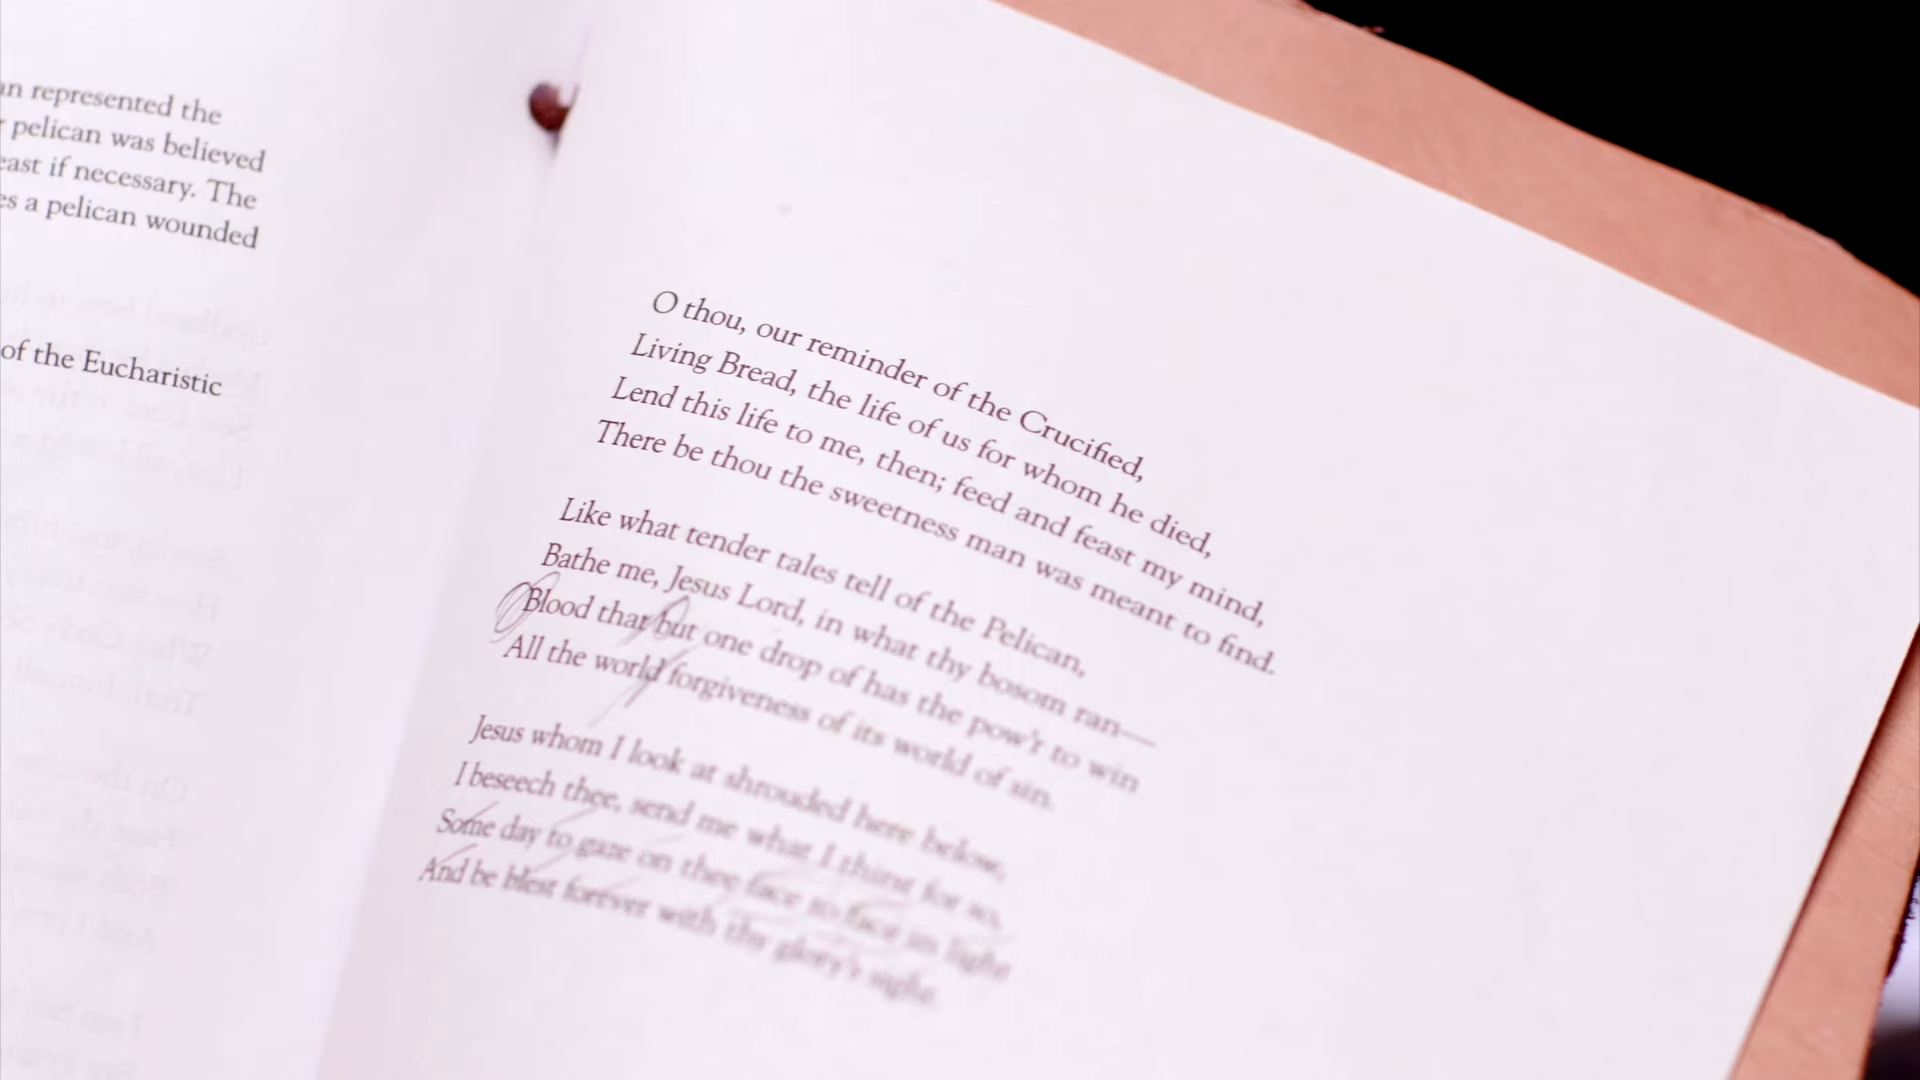 an represented the
pelican was believed
east if necessary. The
es a pelican wounded
of the Eucharistic
O thou, our reminder of the Crucified,
Living Bread, the life of us for whom he died,
Lend this life to me, then; feed and feast my mind,
There be thou the sweetness man was meant to find.
Like what tender tales tell of the Pelican,
Bathe me, Jesus Lord, in what thy bosom ran—
Blood that but one drop of has the pow'r to win
All the world forgiveness of its world of sin.
Jesus whom I look at shrouded here below,
I beseech thee, send me what I thirst for so,
Some day to gaze on thee face to face in light
And be blest forever with thy glory's sight.